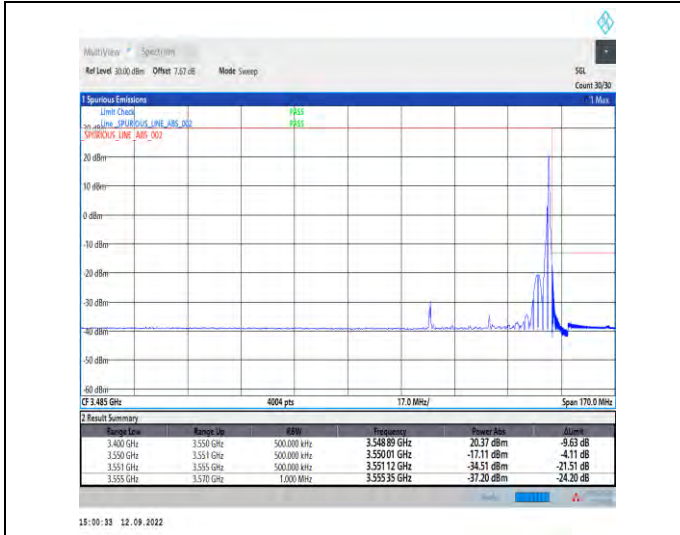 MultiView Spectrum
Ref Level 30.00 dBm Offset 7.67 dB Mode Sweep SGL
Count 30/30
1 Spurious Emissions 1 Max
Limit Check PASS
Line _SPURIOUS_LINE_ABS_002 PASS
_SPURIOUS_LINE_ABS_002
20 dBm
10 dBm
0 dBm
-10 dBm
-20 dBm
-30 dBm
-40 dBm
-50 dBm
-60 dBm
CF 3.485 GHz 4004 pts 17.0 MHz/ Span 170.0 MHz
2 Result Summary
Range Low Range Up RBW Frequency Power Abs ΔLimit
3.400 GHz 3.550 GHz 500.000 kHz 3.548 89 GHz 20.37 dBm -9.63 dB
3.550 GHz 3.551 GHz 500.000 kHz 3.550 01 GHz -17.11 dBm -4.11 dB
3.551 GHz 3.555 GHz 500.000 kHz 3.551 12 GHz -34.51 dBm -21.51 dB
3.555 GHz 3.570 GHz 1.000 MHz 3.555 35 GHz -37.20 dBm -24.20 dB
15:00:33 12.09.2022